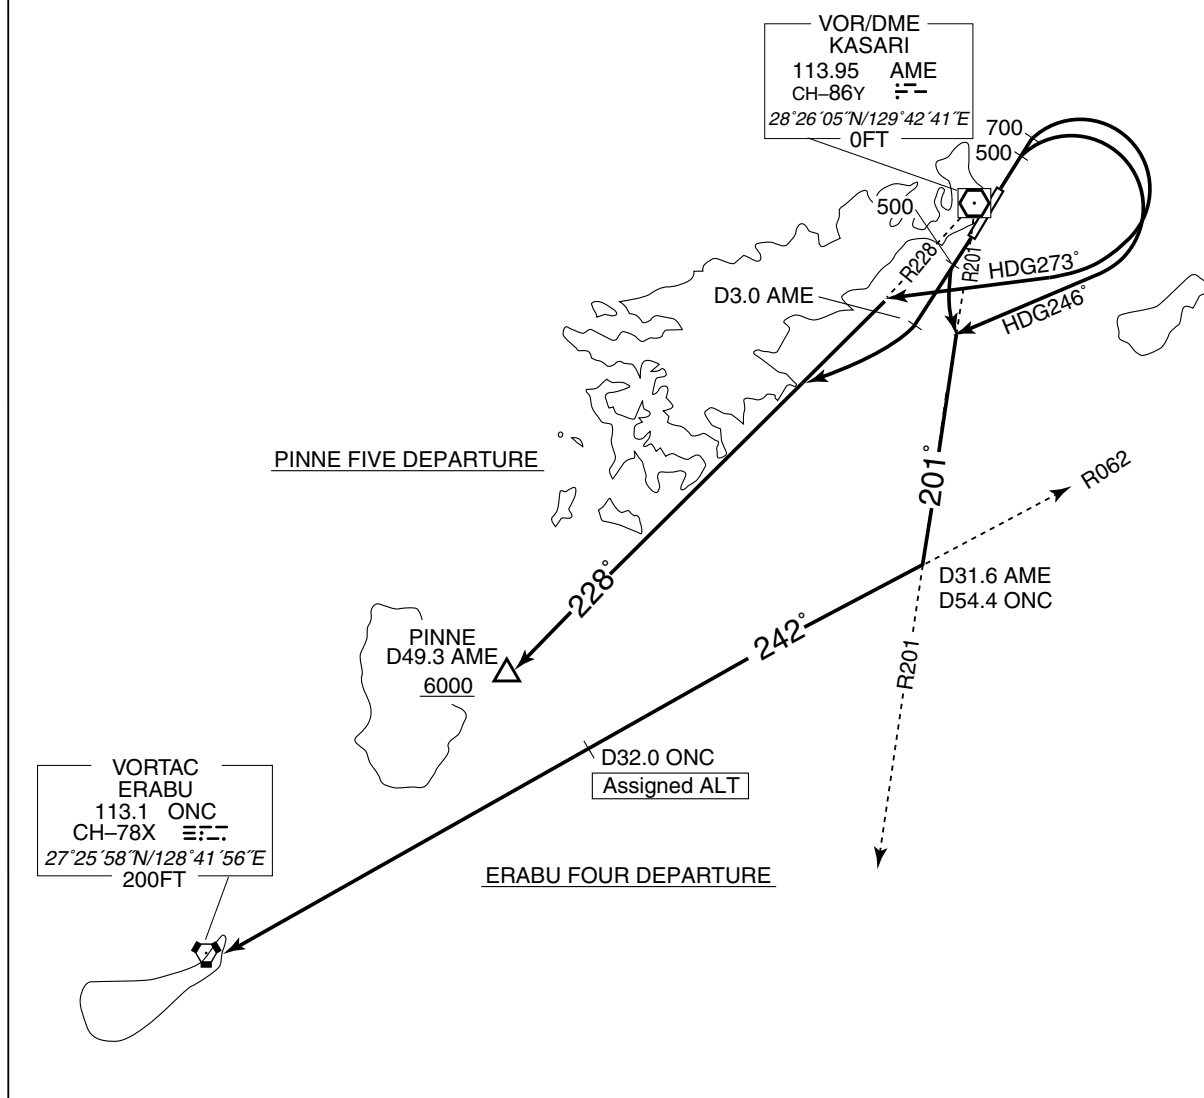 VOR/DME
KASARI
113.95 AME
CH–86Y
28°26′05″N/129°42′41″E
0FT
700
500
500
R228
R201
HDG273°
D3.0 AME
HDG246°
PINNE FIVE DEPARTURE
201°
R062
D31.6 AME
D54.4 ONC
228°
242°
PINNE
D49.3 AME
6000
R201
D32.0 ONC
Assigned ALT
VORTAC
ERABU
113.1 ONC
CH–78X
27°25′58″N/128°41′56″E
200FT
ERABU FOUR DEPARTURE